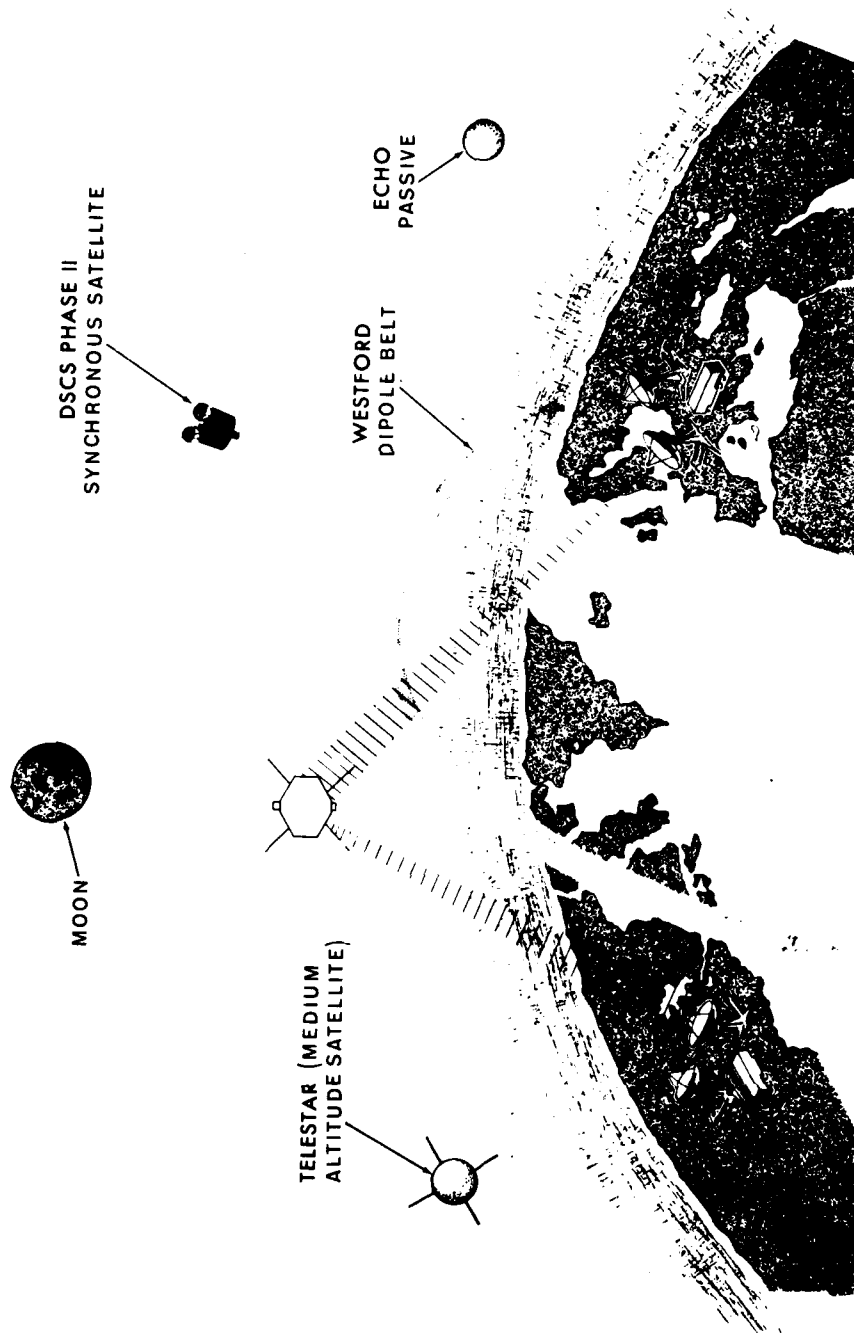 MOON
DSCS PHASE II
SYNCHRONOUS SATELLITE
TELESTAR (MEDIUM
ALTITUDE SATELLITE)
WESTFORD
DIPOLE BELT
ECHO
PASSIVE